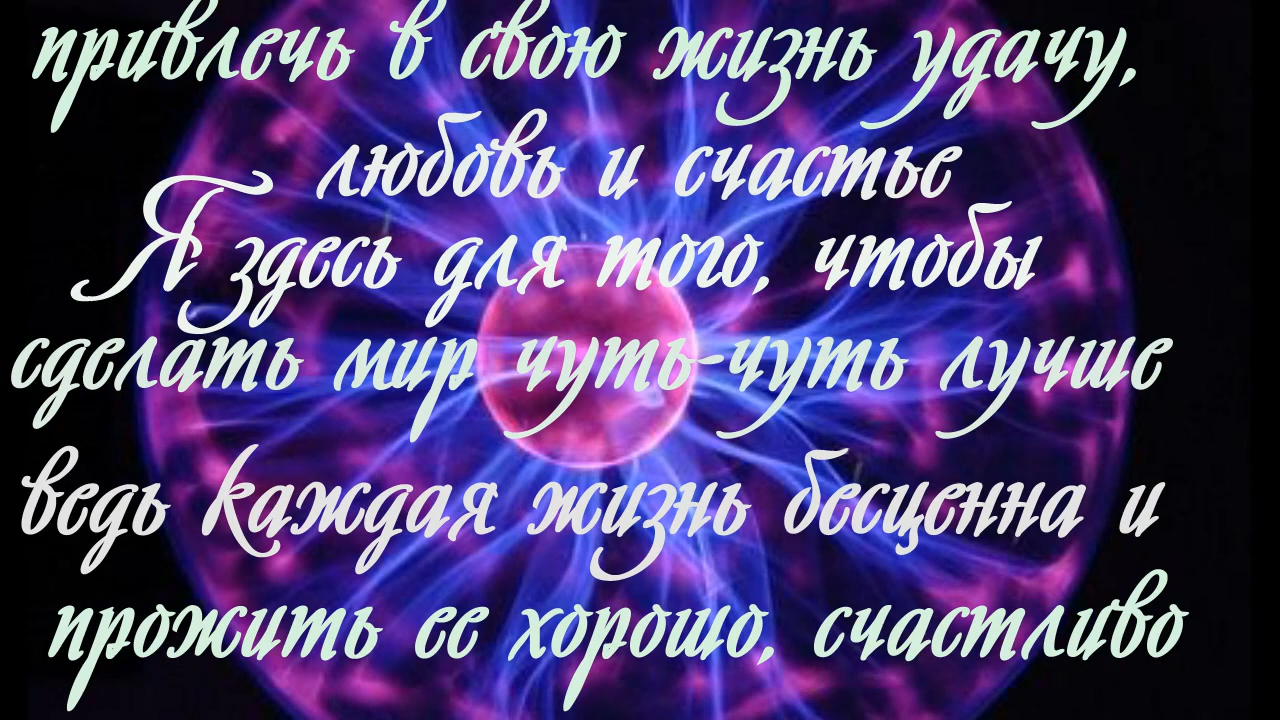 привлечь в свою жизнь удачу,
любовь и счастье
Я здесь для того, чтобы
сделать мир чуть-чуть лучше
ведь каждая жизнь бесценна и
прожить ее хорошо, счастливо